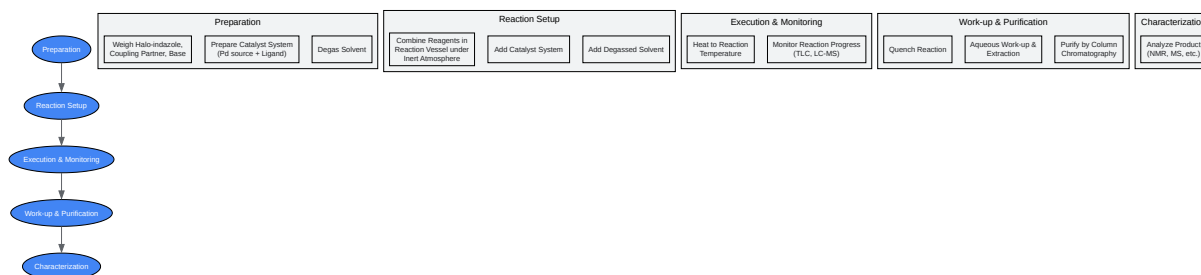 Preparation
Weigh Halo-indazole,
Coupling Partner, Base
Prepare Catalyst System
(Pd source + Ligand)
Degas Solvent
Reaction Setup
Combine Reagents in
Reaction Vessel under
Inert Atmosphere
Add Catalyst System
Add Degassed Solvent
Execution & Monitoring
Heat to Reaction
Temperature
Monitor Reaction Progress
(TLC, LC-MS)
Work-up & Purification
Quench Reaction
Aqueous Work-up &
Extraction
Purify by Column
Chromatography
Characterizatio
Analyze Product
(NMR, MS, etc.)
Preparation
Reaction Setup
Execution & Monitoring
Work-up & Purification
Characterization